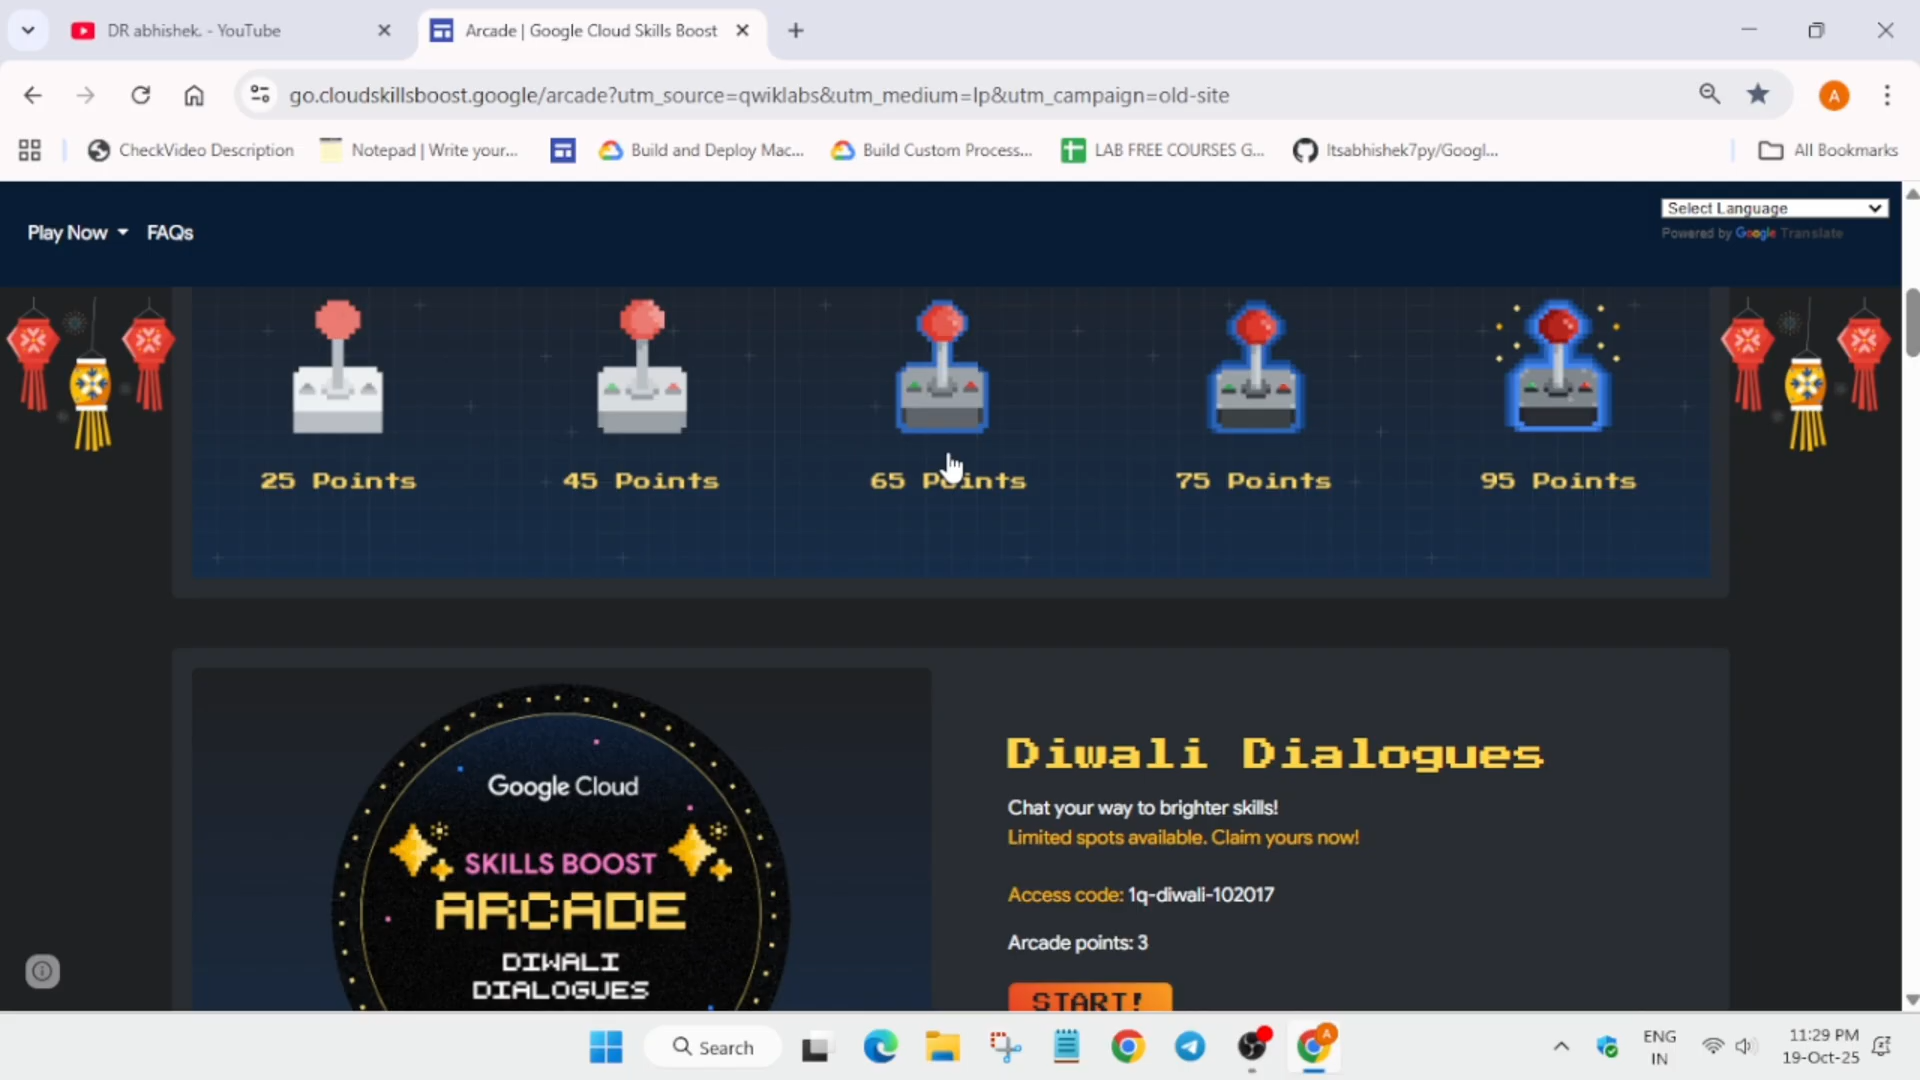 DR abhishek. - YouTube
Arcade | Google Cloud Skills Boost
go.cloudskillsboost.google/arcade?utm_source=qwiklabs&utm_medium=lp&utm_campaign=old-site
A
CheckVideo Description
Notepad | Write your...
Build and Deploy Mac...
Build Custom Process...
LAB FREE COURSES G...
Itsabhishek7py/Googl...
All Bookmarks
Play Now
FAQs
Select Language
Powered by Google Translate
25 Points
45 Points
65 Points
75 Points
95 Points
Google Cloud
SKILLS BOOST
ARCADE
DIWALI
DIALOGUES
Diwali Dialogues
Chat your way to brighter skills!
Limited spots available. Claim yours now!
Access code: 1q-diwali-102017
Arcade points: 3
START!
Search
A
ENG
IN
11:29 PM
19-Oct-25